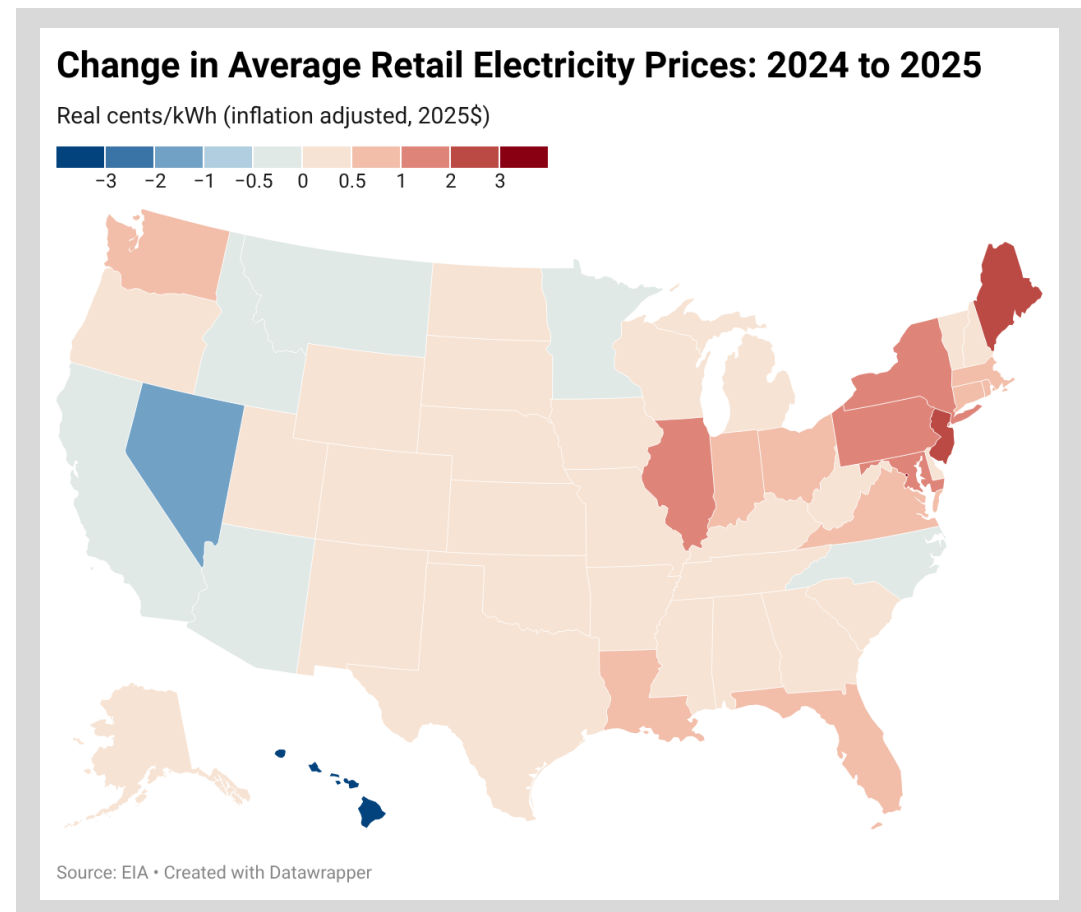 Change in Average Retail Electricity Prices: 2024 to 2025
Real cents/kWh (inflation adjusted, 2025$)
−3 −2 −1 −0.5 0 0.5 1 2 3
Source: EIA • Created with Datawrapper